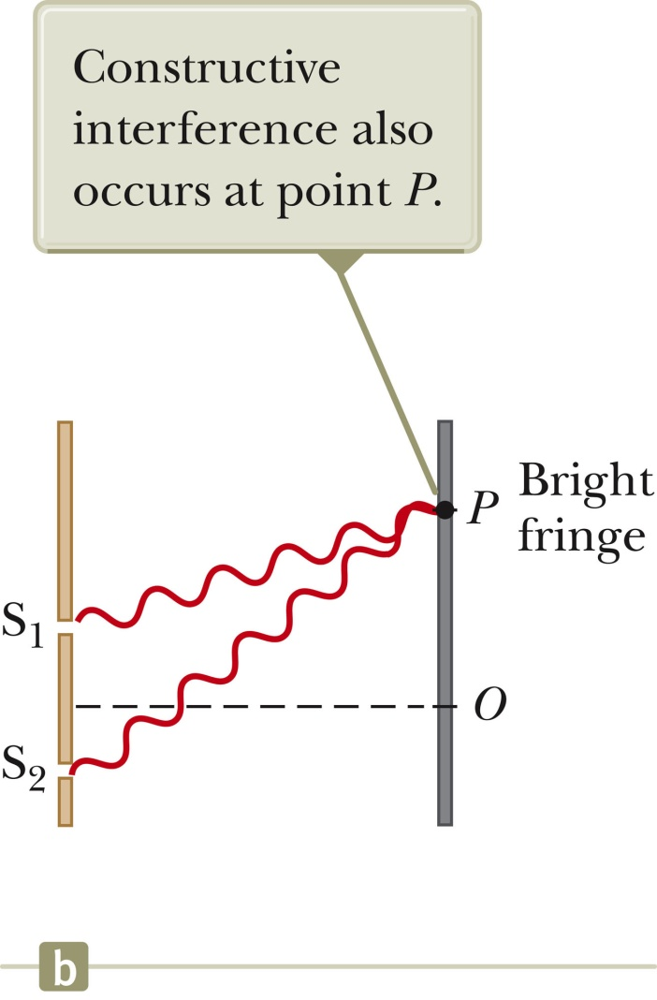 Constructive
interference also
occurs at point P.
P
Bright
fringe
S₁
O
S₂
b